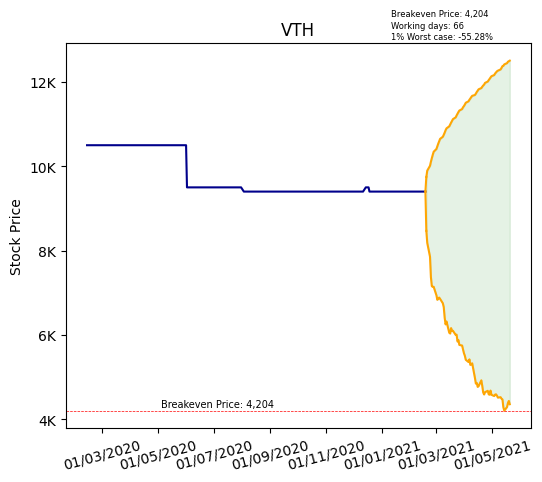 Breakeven Price: 4,204
Working days: 66
1% Worst case: -55.28%
VTH
Stock Price
12K
10K
8K
6K
4K
Breakeven Price: 4,204
01/03/2020
01/05/2020
01/07/2020
01/09/2020
01/11/2020
01/01/2021
01/03/2021
01/05/2021